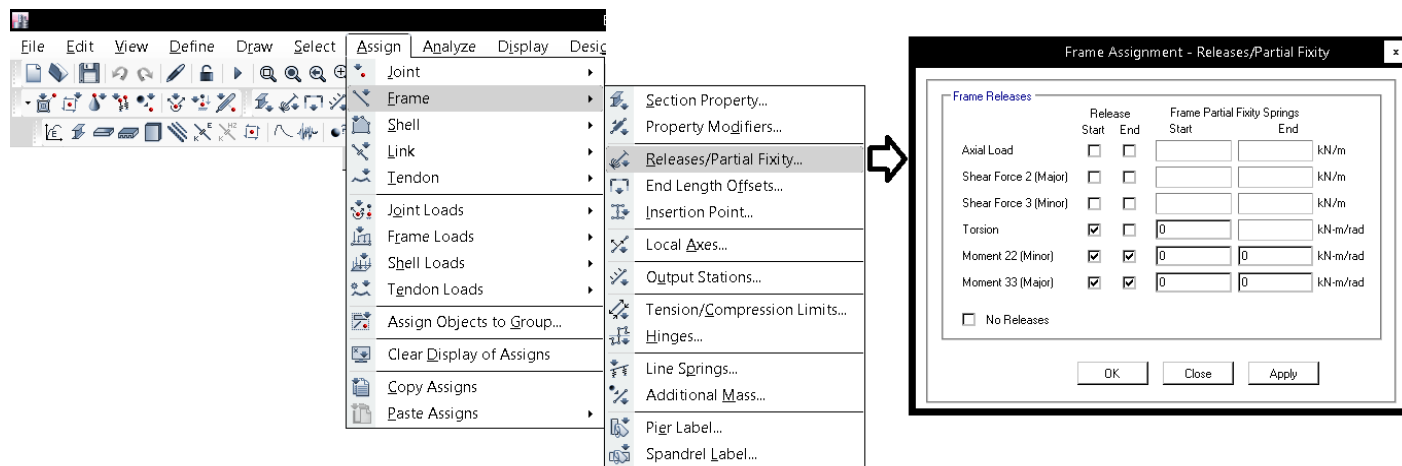 File Edit View Define Draw Select Assign Analyze Display Desig
Joint
Frame
Shell
Link
Tendon
Joint Loads
Frame Loads
Shell Loads
Tendon Loads
Assign Objects to Group...
Clear Display of Assigns
Copy Assigns
Paste Assigns
Section Property...
Property Modifiers...
Releases/Partial Fixity...
End Length Offsets...
Insertion Point...
Local Axes...
Output Stations...
Tension/Compression Limits...
Hinges...
Line Springs...
Additional Mass...
Pier Label...
Spandrel Label...
Frame Assignment - Releases/Partial Fixity x
Frame Releases
Release Frame Partial Fixity Springs
Start End Start End
Axial Load kN/m
Shear Force 2 (Major) kN/m
Shear Force 3 (Minor) kN/m
Torsion 0 kN-m/rad
Moment 22 (Minor) 0 0 kN-m/rad
Moment 33 (Major) 0 0 kN-m/rad
No Releases
OK Close Apply